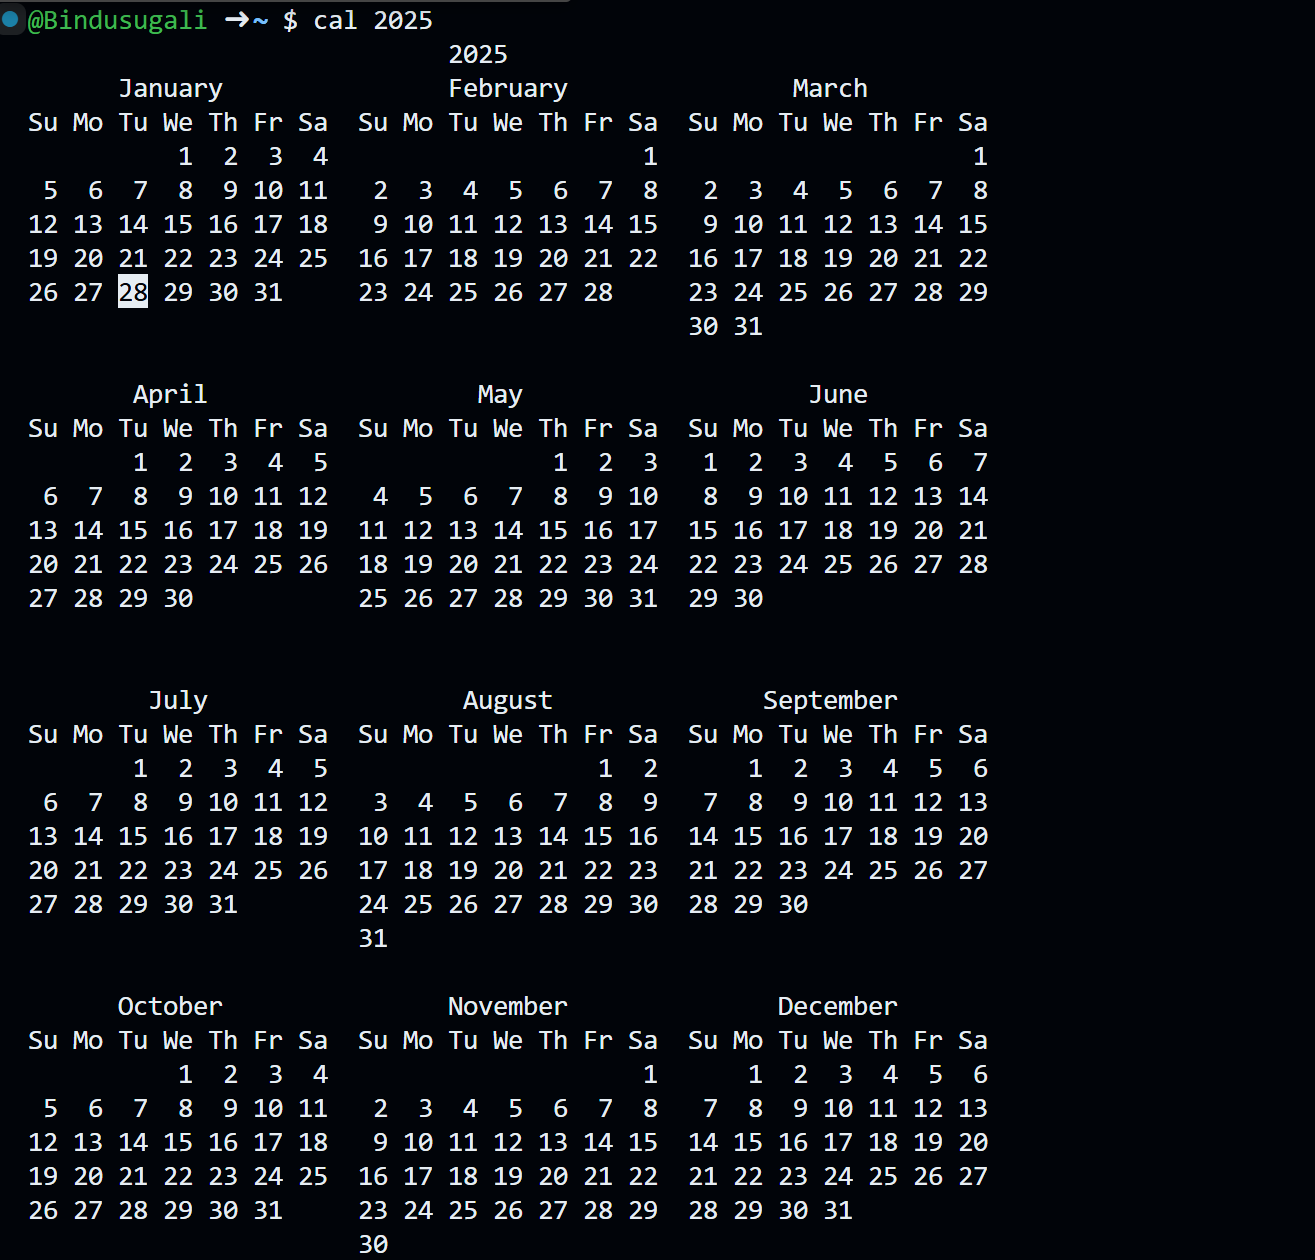 @Bindusugali ➜~ $ cal 2025
                            2025
      January               February               March
Su Mo Tu We Th Fr Sa  Su Mo Tu We Th Fr Sa  Su Mo Tu We Th Fr Sa
          1  2  3  4                     1                     1
 5  6  7  8  9 10 11   2  3  4  5  6  7  8   2  3  4  5  6  7  8
12 13 14 15 16 17 18   9 10 11 12 13 14 15   9 10 11 12 13 14 15
19 20 21 22 23 24 25  16 17 18 19 20 21 22  16 17 18 19 20 21 22
26 27 28 29 30 31     23 24 25 26 27 28     23 24 25 26 27 28 29
                                            30 31

       April                  May                   June
Su Mo Tu We Th Fr Sa  Su Mo Tu We Th Fr Sa  Su Mo Tu We Th Fr Sa
       1  2  3  4  5               1  2  3   1  2  3  4  5  6  7
 6  7  8  9 10 11 12   4  5  6  7  8  9 10   8  9 10 11 12 13 14
13 14 15 16 17 18 19  11 12 13 14 15 16 17  15 16 17 18 19 20 21
20 21 22 23 24 25 26  18 19 20 21 22 23 24  22 23 24 25 26 27 28
27 28 29 30           25 26 27 28 29 30 31  29 30

        July                 August              September
Su Mo Tu We Th Fr Sa  Su Mo Tu We Th Fr Sa  Su Mo Tu We Th Fr Sa
       1  2  3  4  5                  1  2      1  2  3  4  5  6
 6  7  8  9 10 11 12   3  4  5  6  7  8  9   7  8  9 10 11 12 13
13 14 15 16 17 18 19  10 11 12 13 14 15 16  14 15 16 17 18 19 20
20 21 22 23 24 25 26  17 18 19 20 21 22 23  21 22 23 24 25 26 27
27 28 29 30 31        24 25 26 27 28 29 30  28 29 30
                      31

      October               November              December
Su Mo Tu We Th Fr Sa  Su Mo Tu We Th Fr Sa  Su Mo Tu We Th Fr Sa
          1  2  3  4                     1      1  2  3  4  5  6
 5  6  7  8  9 10 11   2  3  4  5  6  7  8   7  8  9 10 11 12 13
12 13 14 15 16 17 18   9 10 11 12 13 14 15  14 15 16 17 18 19 20
19 20 21 22 23 24 25  16 17 18 19 20 21 22  21 22 23 24 25 26 27
26 27 28 29 30 31     23 24 25 26 27 28 29  28 29 30 31
                      30